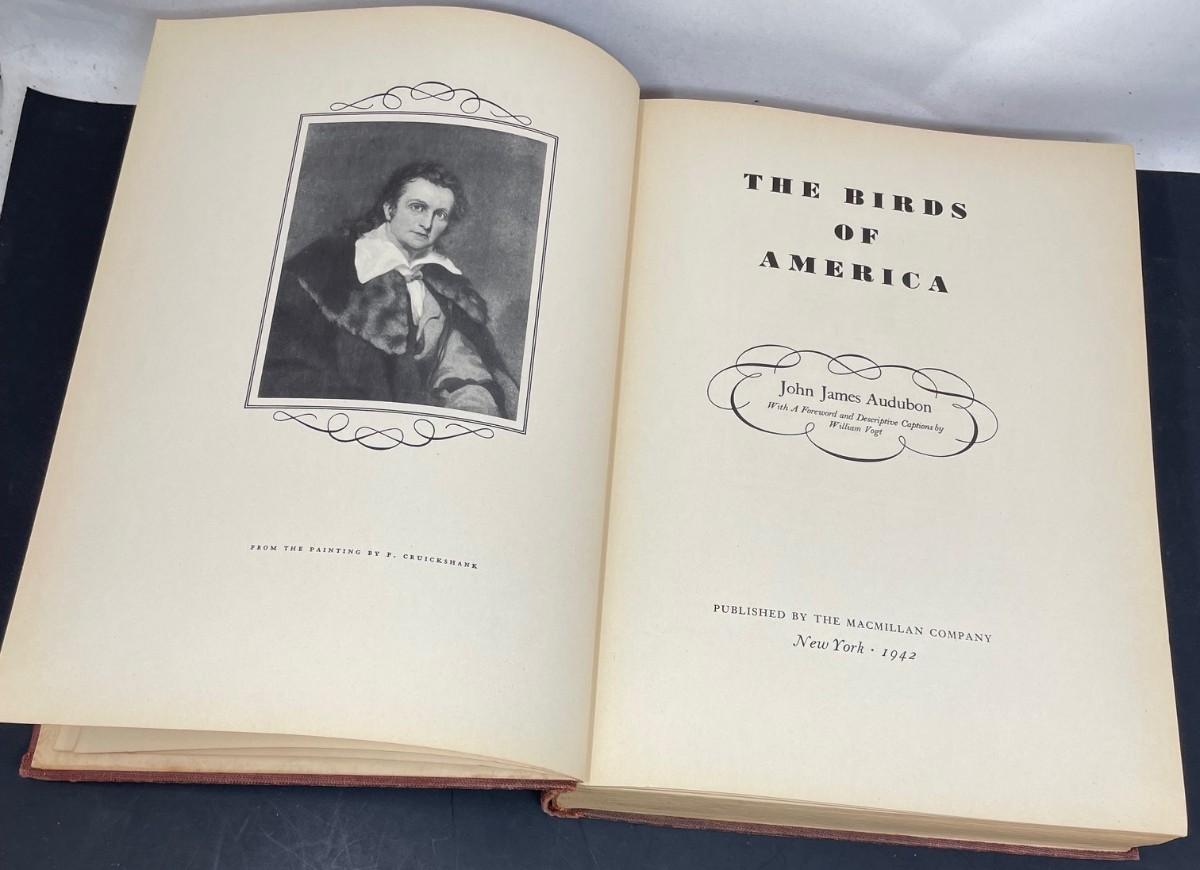 FROM THE PAINTING BY F. CRUICKSHANK
THE BIRDS
OF
AMERICA
John James Audubon
With A Foreword and Descriptive Captions by
William Vogt
PUBLISHED BY THE MACMILLAN COMPANY
New York · 1942